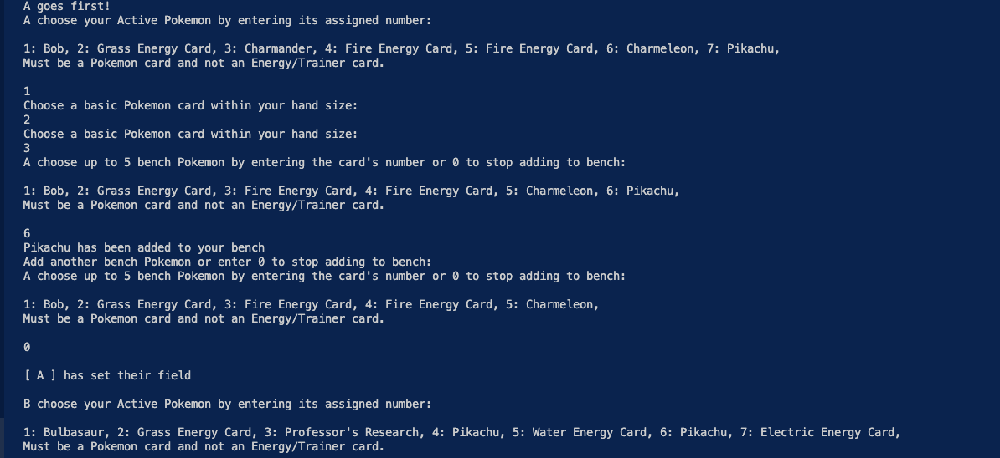 A goes first!
A choose your Active Pokemon by entering its assigned number:
1: Bob, 2: Grass Energy Card, 3: Charmander, 4: Fire Energy Card, 5: Fire Energy Card, 6: Charmeleon, 7: Pikachu,
Must be a Pokemon card and not an Energy/Trainer card.
1
Choose a basic Pokemon card within your hand size:
2
Choose a basic Pokemon card within your hand size:
3
A choose up to 5 bench Pokemon by entering the card's number or 0 to stop adding to bench:
1: Bob, 2: Grass Energy Card, 3: Fire Energy Card, 4: Fire Energy Card, 5: Charmeleon, 6: Pikachu,
Must be a Pokemon card and not an Energy/Trainer card.
6
Pikachu has been added to your bench
Add another bench Pokemon or enter 0 to stop adding to bench:
A choose up to 5 bench Pokemon by entering the card's number or 0 to stop adding to bench:
1: Bob, 2: Grass Energy Card, 3: Fire Energy Card, 4: Fire Energy Card, 5: Charmeleon,
Must be a Pokemon card and not an Energy/Trainer card.
0
[ A ] has set their field
B choose your Active Pokemon by entering its assigned number:
1: Bulbasaur, 2: Grass Energy Card, 3: Professor's Research, 4: Pikachu, 5: Water Energy Card, 6: Pikachu, 7: Electric Energy Card,
Must be a Pokemon card and not an Energy/Trainer card.